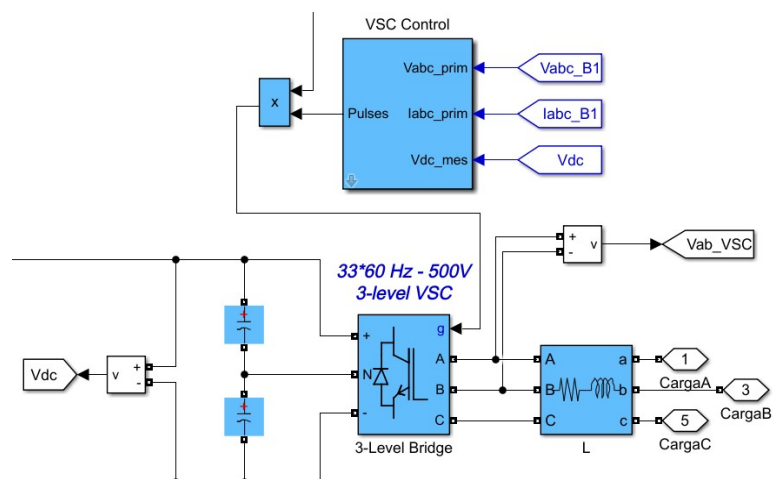 VSC Control
Vabc_prim
Vabc_B1
x
Pulses
Iabc_prim
Iabc_B1
Vdc_mes
Vdc
+
-
v
Vab_VSC
33*60 Hz - 500V
3-level VSC
g
+
A
A
a
1
CargaA
Vdc
v
+
-
N
B
B
b
3
CargaB
-
C
C
c
5
CargaC
3-Level Bridge
L
+
+